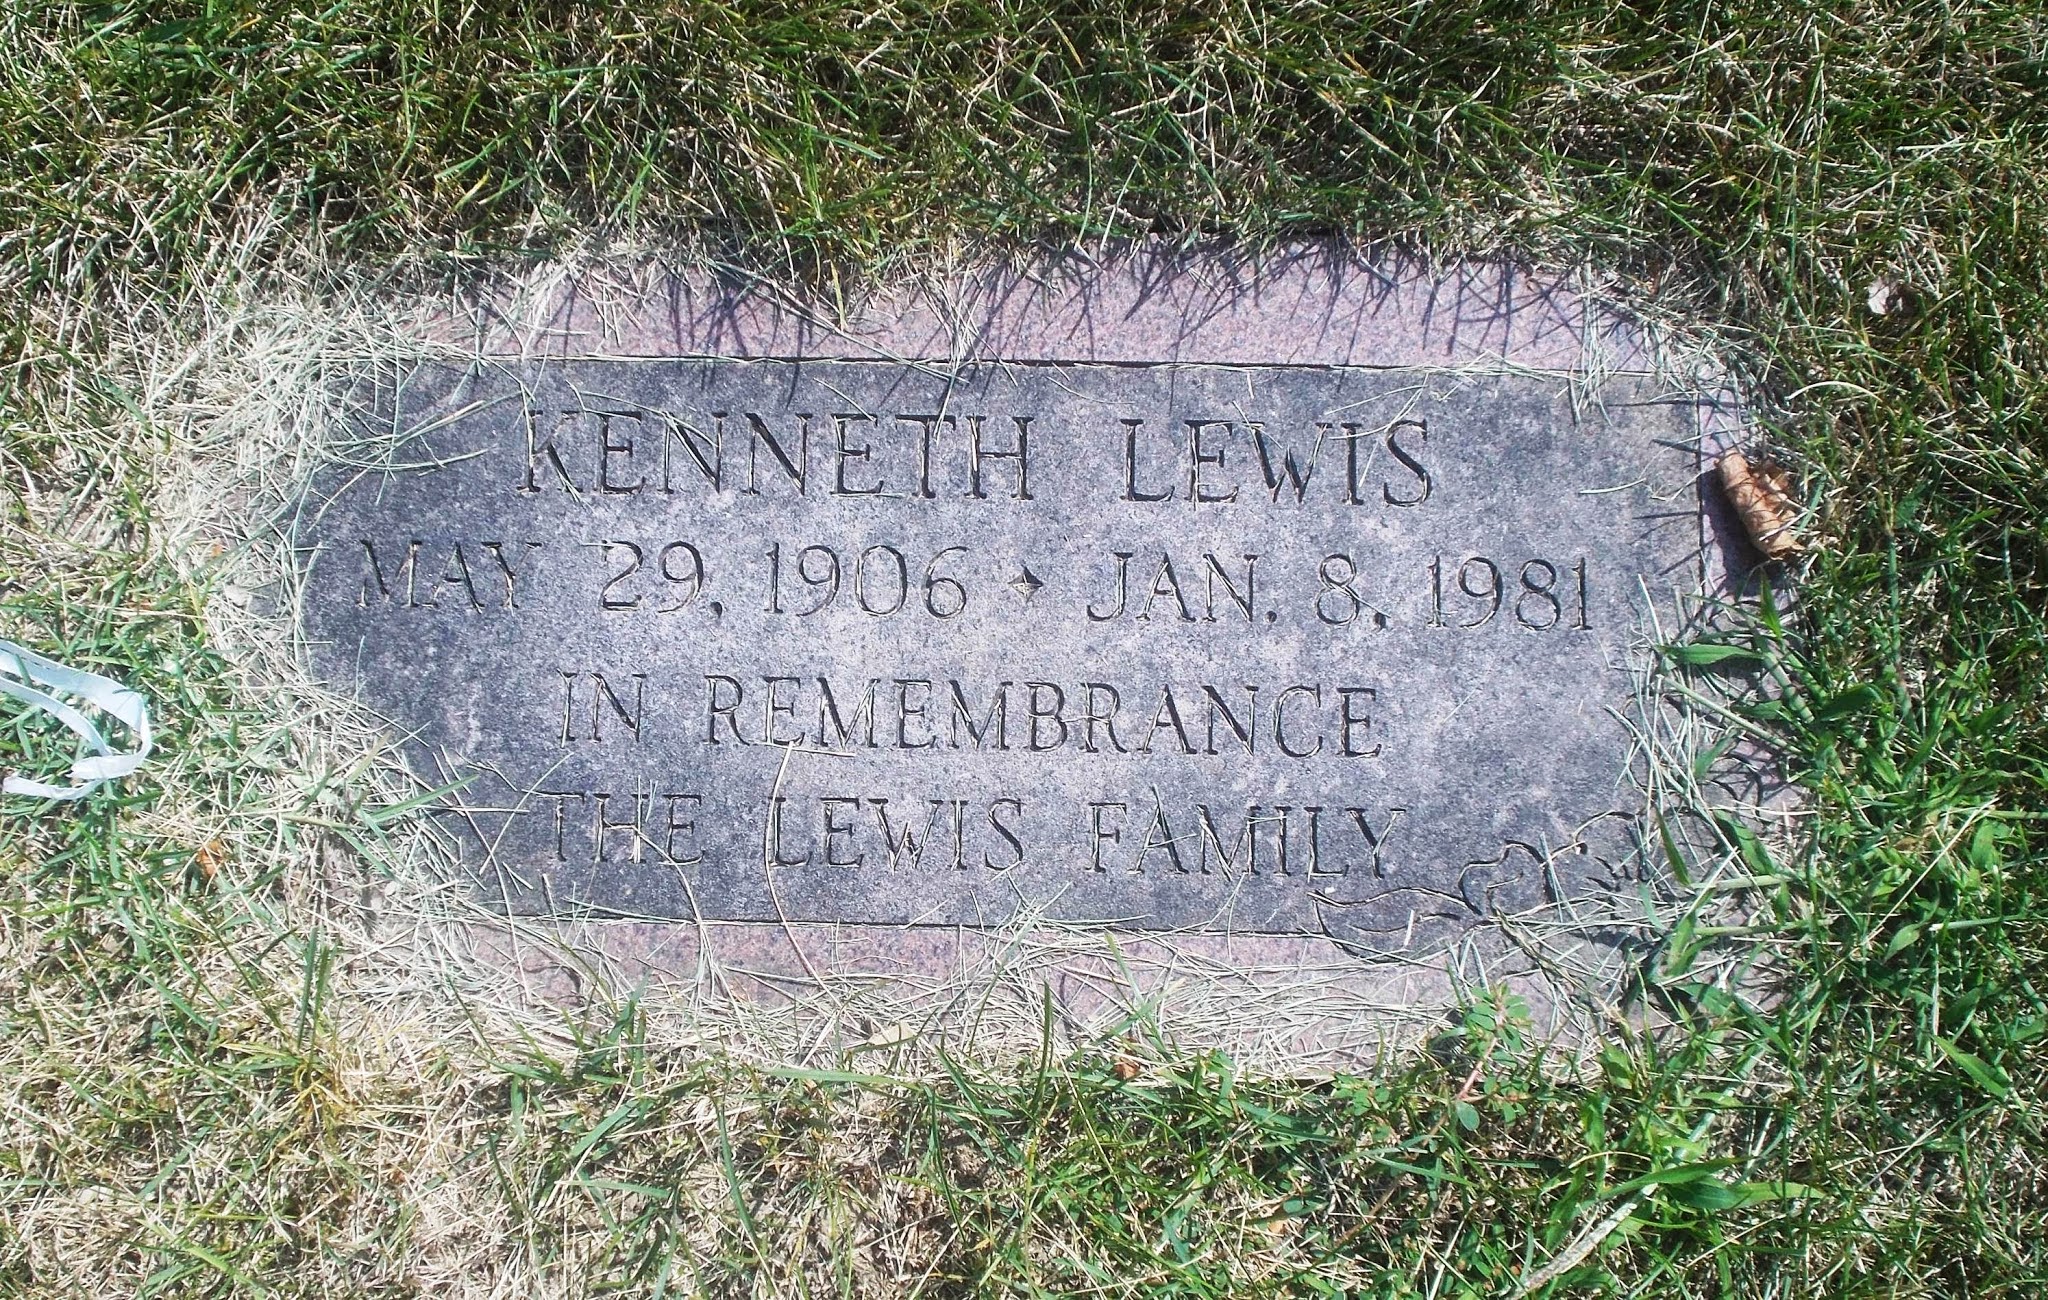 KENNETH LEWIS
MAY 29, 1906 ✦ JAN. 8, 1981
IN REMEMBRANCE
THE LEWIS FAMILY